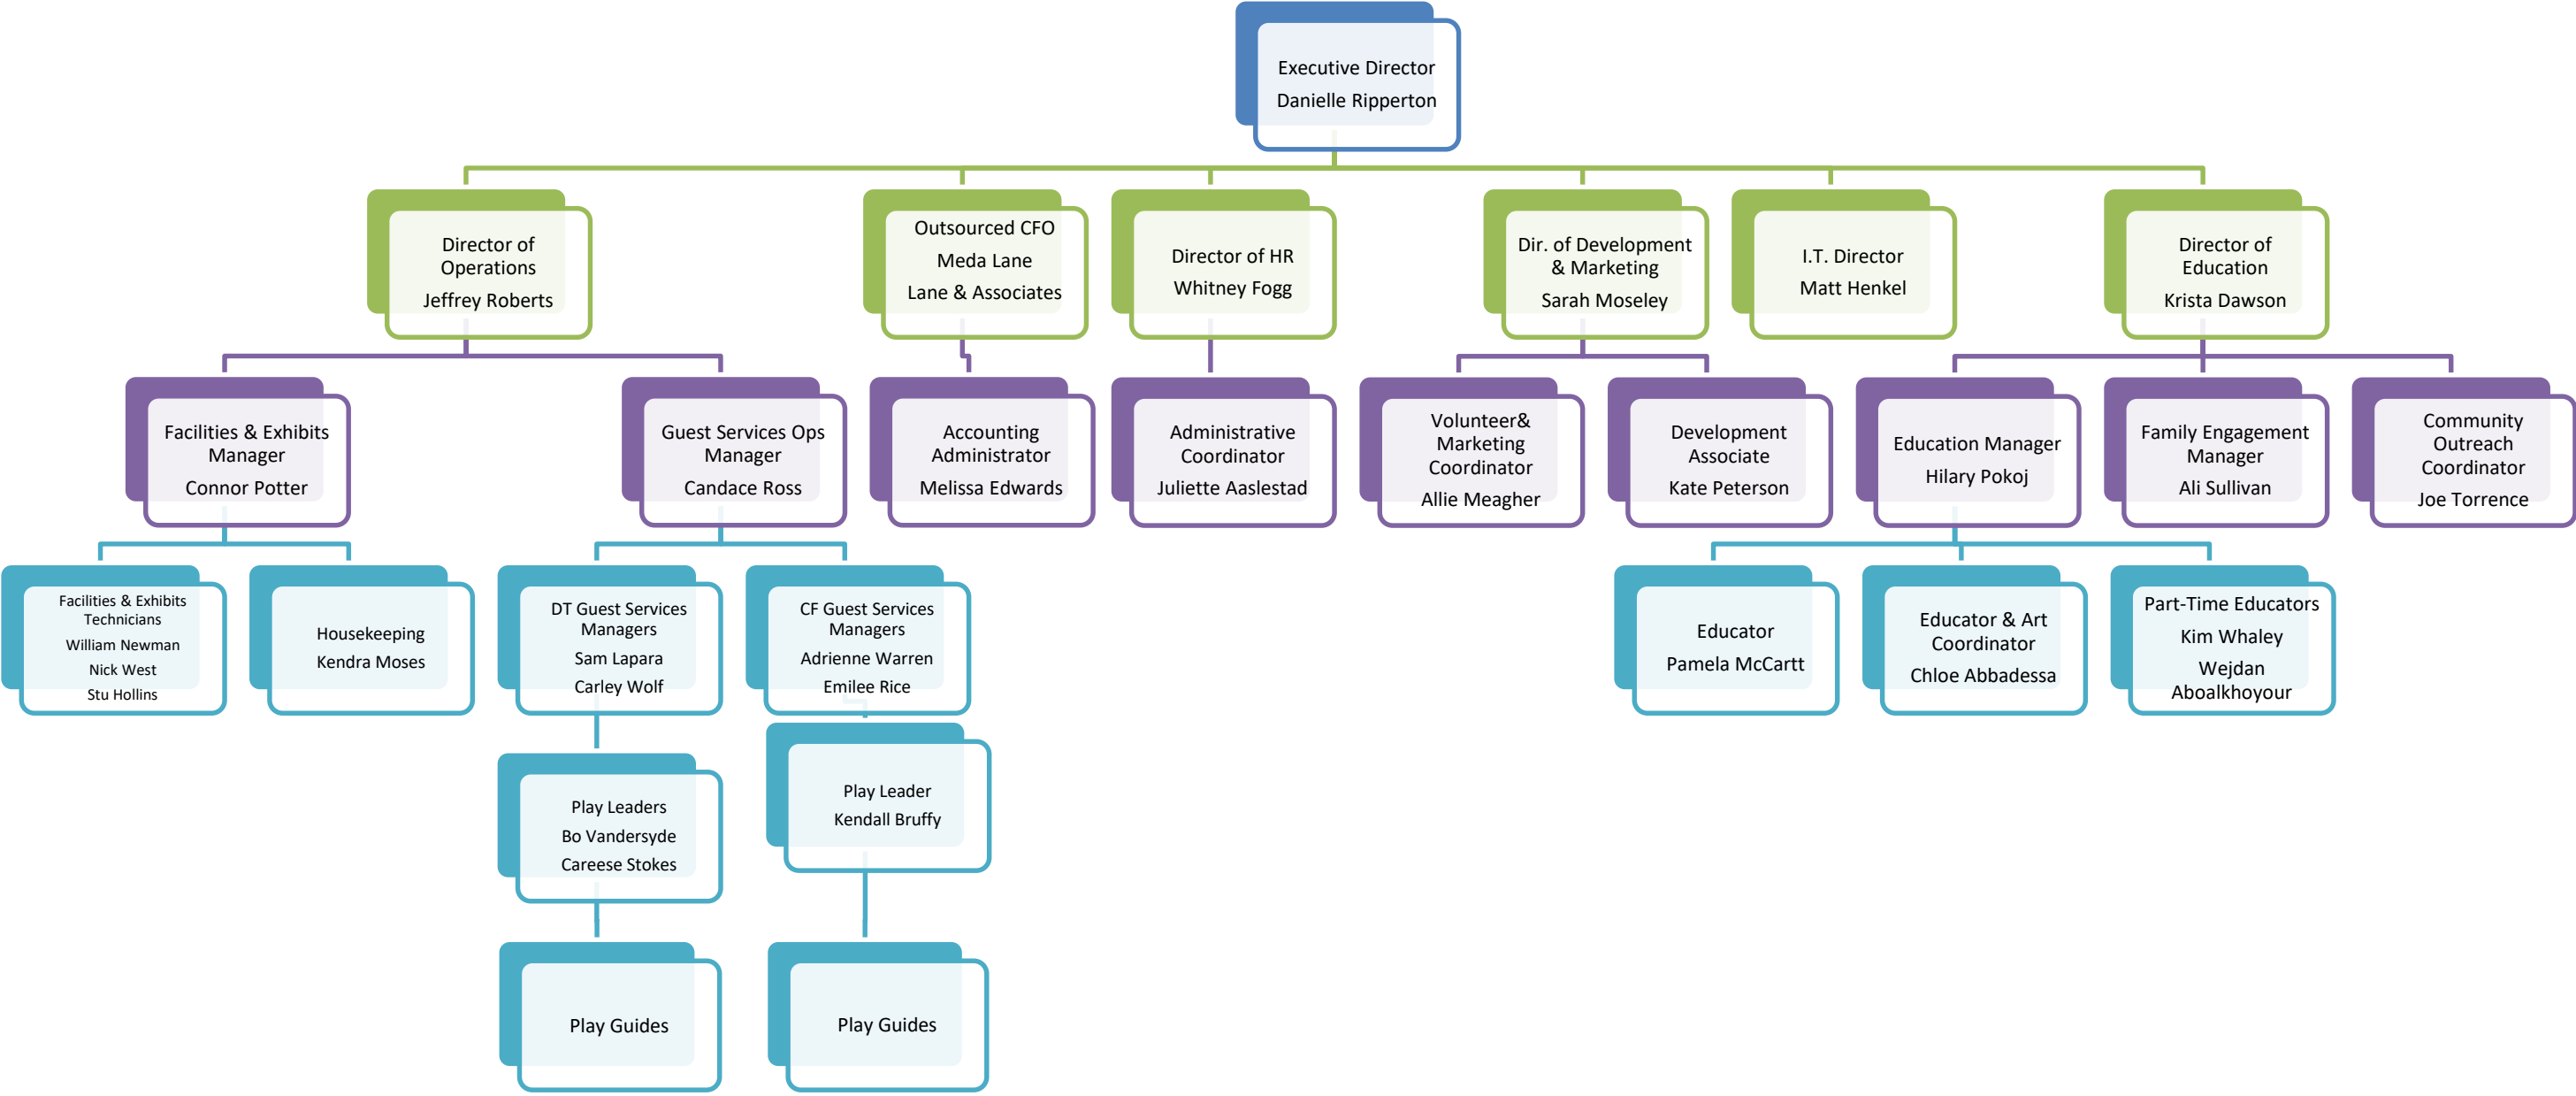 Executive Director
Danielle Ripperton
Director of
Operations
Jeffrey Roberts
Outsourced CFO
Meda Lane
Lane & Associates
Director of HR
Whitney Fogg
Dir. of Development
& Marketing
Sarah Moseley
I.T. Director
Matt Henkel
Director of
Education
Krista Dawson
Facilities & Exhibits
Manager
Connor Potter
Guest Services Ops
Manager
Candace Ross
Accounting
Administrator
Melissa Edwards
Administrative
Coordinator
Juliette Aaslestad
Volunteer&
Marketing
Coordinator
Allie Meagher
Development
Associate
Kate Peterson
Education Manager
Hilary Pokoj
Family Engagement
Manager
Ali Sullivan
Community
Outreach
Coordinator
Joe Torrence
Facilities & Exhibits
Technicians
William Newman
Nick West
Stu Hollins
Housekeeping
Kendra Moses
DT Guest Services
Managers
Sam Lapara
Carley Wolf
CF Guest Services
Managers
Adrienne Warren
Emilee Rice
Educator
Pamela McCartt
Educator & Art
Coordinator
Chloe Abbadessa
Part-Time Educators
Kim Whaley
Wejdan
Aboalkhoyour
Play Leaders
Bo Vandersyde
Careese Stokes
Play Leader
Kendall Bruffy
Play Guides
Play Guides